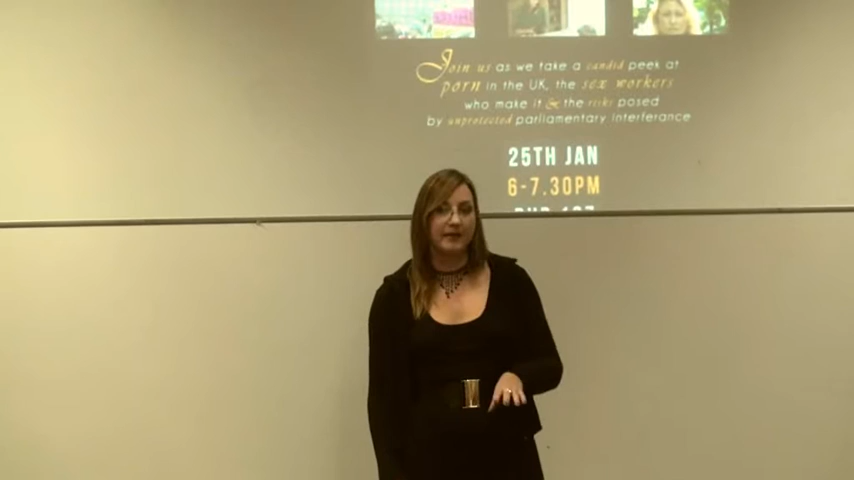 Join us as we take a candid peek at
porn in the UK, the sex workers
who make it & the risks posed
by unprotected parliamentary interferance
25TH JAN
6-7.30PM